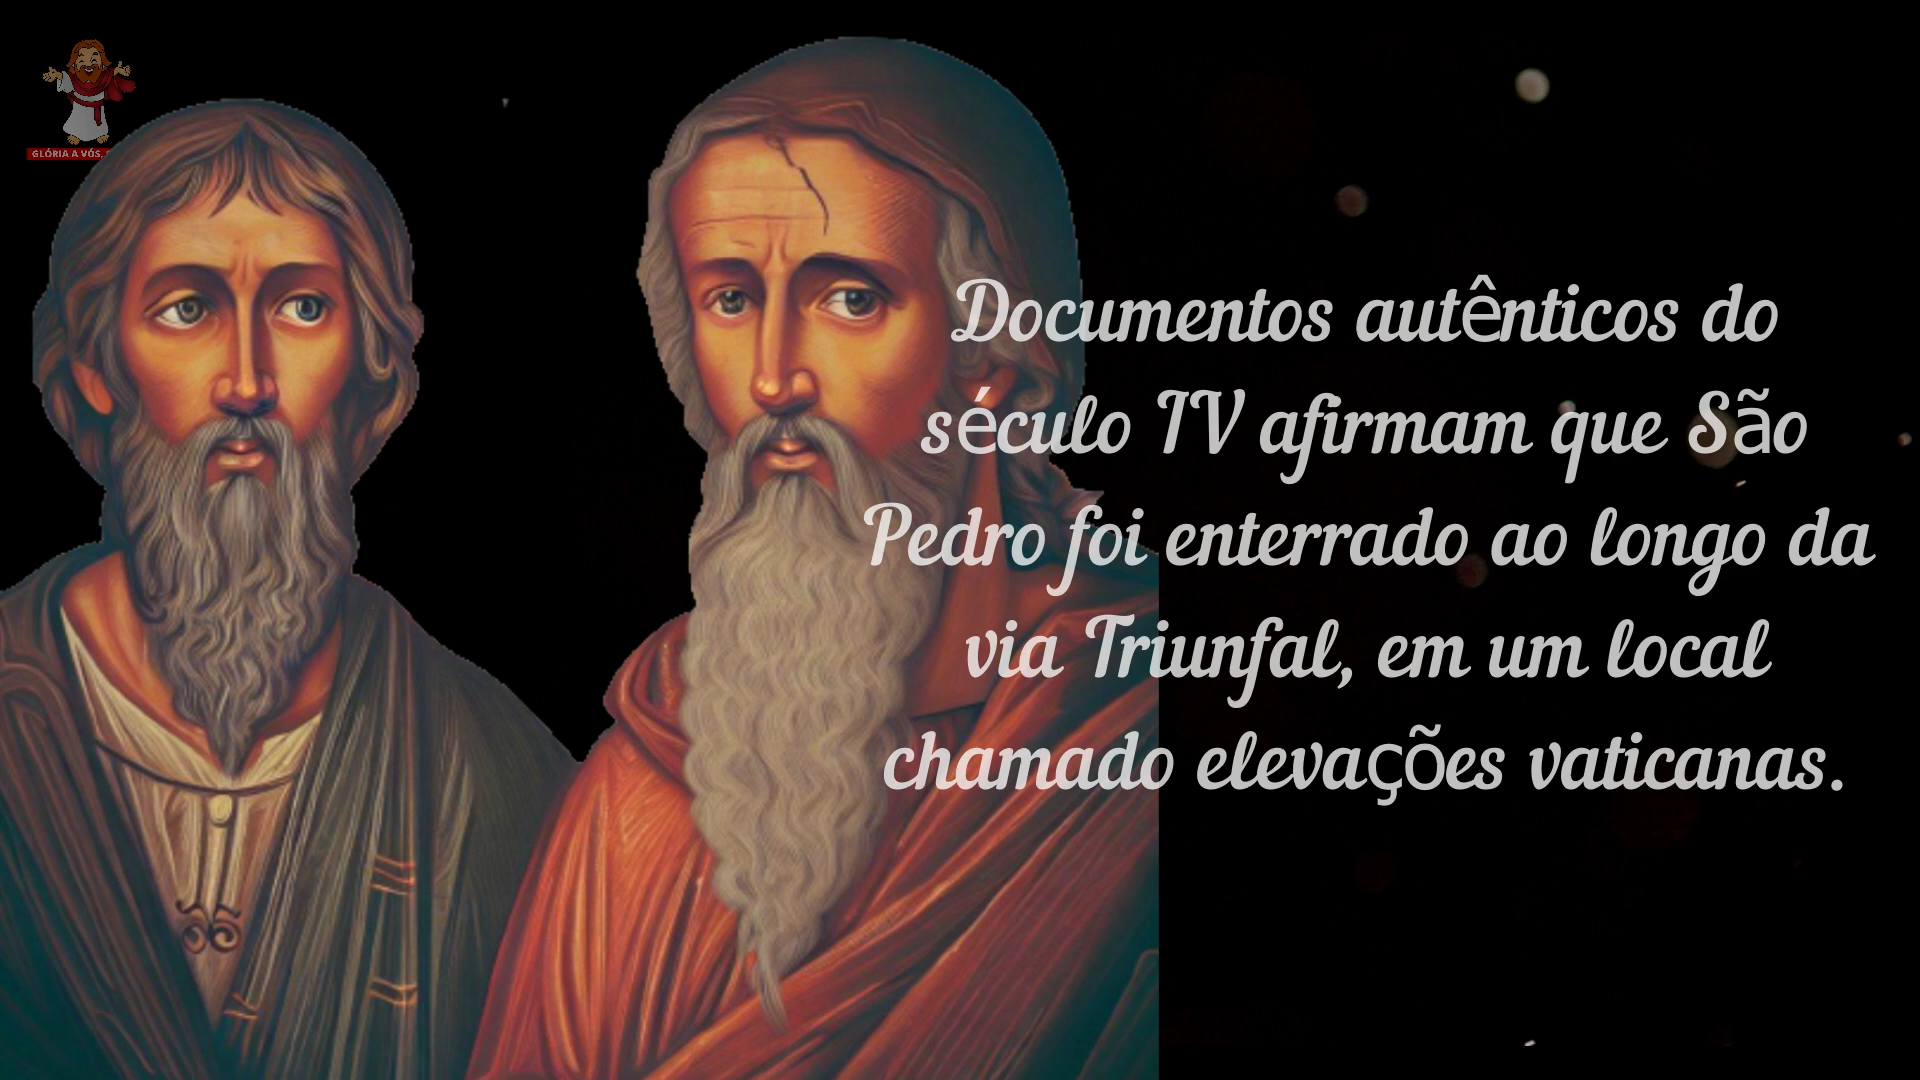 GLÓRIA A VÓS,
Documentos autênticos do
século IV afirmam que São
Pedro foi enterrado ao longo da
via Triunfal, em um local
chamado elevações vaticanas.